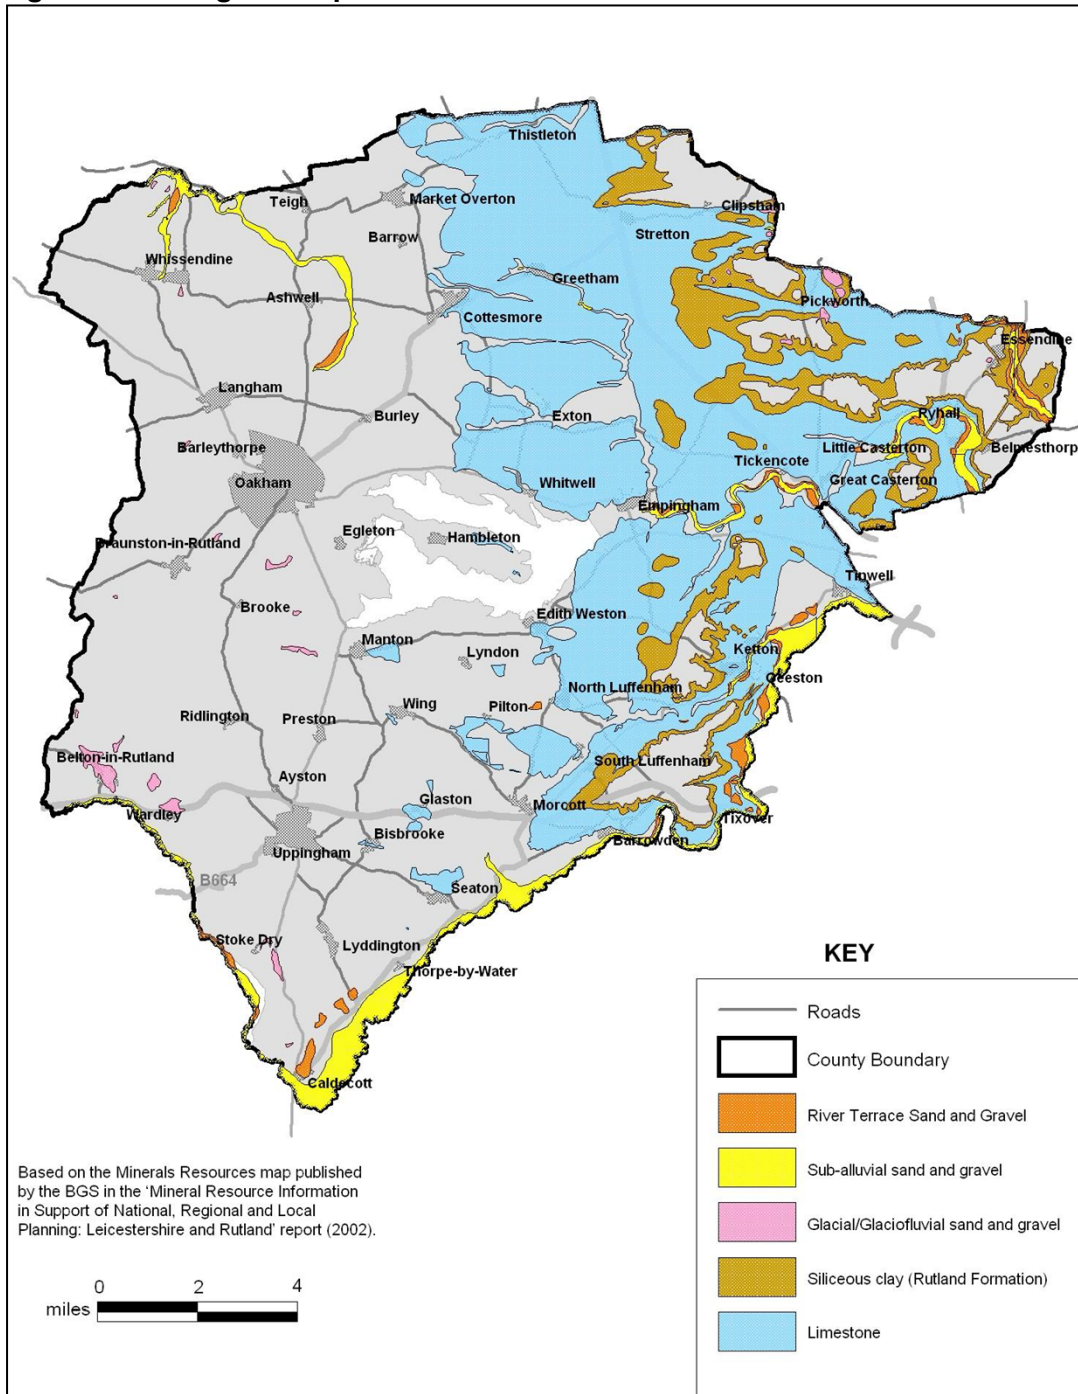 Thistleton
Teigh
Market Overton
Clipsham
Barrow
Stretton
Whissendine
Greetham
Ashwell
Pickworth
Cottesmore
Essendine
Langham
Burley
Exton
Ryhall
Barleythorpe
Little Casterton
Belmesthorp
Tickencote
Oakham
Whitwell
Great Casterton
Empingham
Egleton
Hambleton
Braunston-in-Rutland
Tinwell
Brooke
Edith Weston
Manton
Lyndon
Ketton
Geeston
North Luffenham
Wing
Pilton
Ridlington
Preston
Belton-in-Rutland
South Luffenham
Ayston
Glaston
Morcott
Wardley
Tixover
Bisbrooke
Barrowden
Uppingham
B664
Seaton
Stoke Dry
Lyddington
Thorpe-by-Water
Caldecott
KEY
Roads
County Boundary
River Terrace Sand and Gravel
Sub-alluvial sand and gravel
Glacial/Glaciofluvial sand and gravel
Siliceous clay (Rutland Formation)
Limestone
Based on the Minerals Resources map published
by the BGS in the 'Mineral Resource Information
in Support of National, Regional and Local
Planning: Leicestershire and Rutland' report (2002).
0 2 4
miles